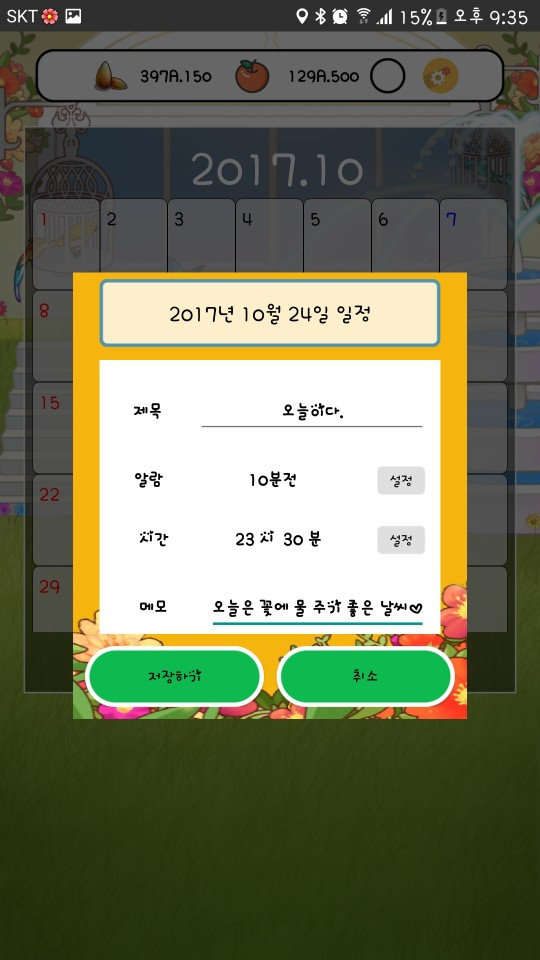 SKT 15% 오후 9:35
397A.150 129A.500
2017.10
1 2 3 4 5 6 7
2017년 10월 24일 일정
8
제목 오늘이다.
15
알람 10분전 설정
22
시간 23 시 30 분 설정
29
메모 오늘은 꽃에 물 주기 좋은 날씨♡
저장하기 취소